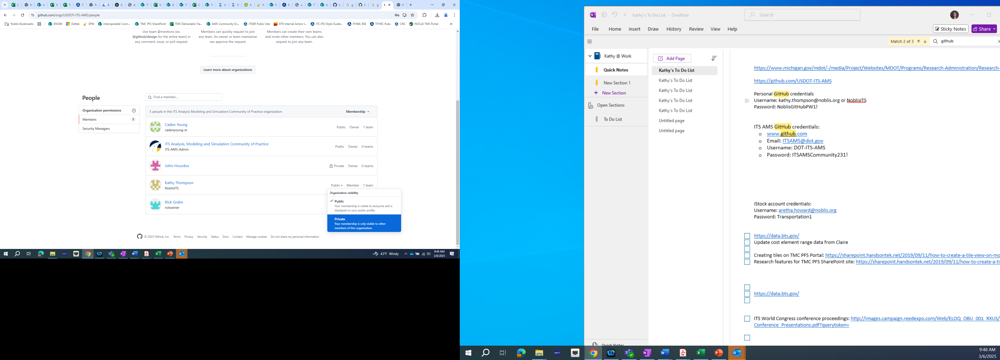 github.com/orgs/USDOT-ITS-AMS/people
Noblis Bookmarks
KNOW
Deltek
EPM
Interoperable Conn...
TMC PFS SharePoint
TMS Deliverable Tra...
AMS Community En...
ITSKR Public Site
070 Internal Action I...
ITS JPO Style-Guide...
FHWA 508
TFHRC Pubs
CRG
NOCoE TMS Portal
Use team @mentions (ex.
@github/design for the entire team) in
any comment, issue, or pull request.
Members can quickly request to join
any team. An owner or team maintainer
can approve the request.
Members can create their own teams
and invite other members. You can also
request to join any team.
Learn more about organizations
People
Find a member...
Organization permissions
Members 5
Security Managers
5 people in the ITS Analysis Modeling and Simulation Community of Practice organization
Membership
Caden Young
cadenyoung-st
Public Owner 1 team
ITS Analysis, Modeling and Simulation Community of Practice
ITS-AMS-Admin
Public Owner 0 teams
John-Hourdos
Private Owner 0 teams
Kathy Thompson
NoblisITS
Public Member 1 team
Rick Grahn
rickrainier
Organization visibility
Public
Your membership is visible to everyone and is
displayed on your public profile.
Private
Your membership is only visible to other
members of this organization.
© 2025 GitHub, Inc. Terms Privacy Security Status Docs Contact Manage cookies Do not share my personal information
43°F Windy
9:48 AM
3/6/2025
Kathy's To Do List - OneNote
Search
File Home Insert Draw History Review View Help
Sticky Notes
Share
Match 2 of 3
github
Kathy @ Work
Quick Notes
New Section 1
New Section
Open Sections
To Do List
Quick Notes
Add Page
Kathy's To Do List
Kathy's To Do List
Kathy's To Do List
Kathy's To Do List
Kathy's To Do List
Untitled page
Untitled page
https://www.michigan.gov/mdot/-/media/Project/Websites/MDOT/Programs/Research-Administration/Research-
https://github.com/USDOT-ITS-AMS
Personal GitHub credentials
Username: kathy.thompson@noblis.org or NoblisITS
Password: NoblisGitHubPW1!
ITS AMS GitHub credentials:
o www.github.com
o Email: ITSAMS@dot.gov
o Username: DOT-ITS-AMS
o Password: ITSAMSCommunity231!
iStock account credentials:
Username: aretha.howard@noblis.org
Password: Transportation1
https://data.bts.gov/
Update cost element range data from Claire
Creating tiles on TMC PFS Portal: https://sharepoint.handsontek.net/2019/09/11/how-to-create-a-tile-view-on-mo
Research features for TMC PFS SharePoint site: https://sharepoint.handsontek.net/2019/09/11/how-to-create-a-ti
https://data.bts.gov/
ITS World Congress conference proceedings: http://images.campaign.reedexpo.com/Web/ELOQ_OBU_001_RXUS/
Conference_Presentations.pdf?querytoken=
9:48 AM
3/6/2025